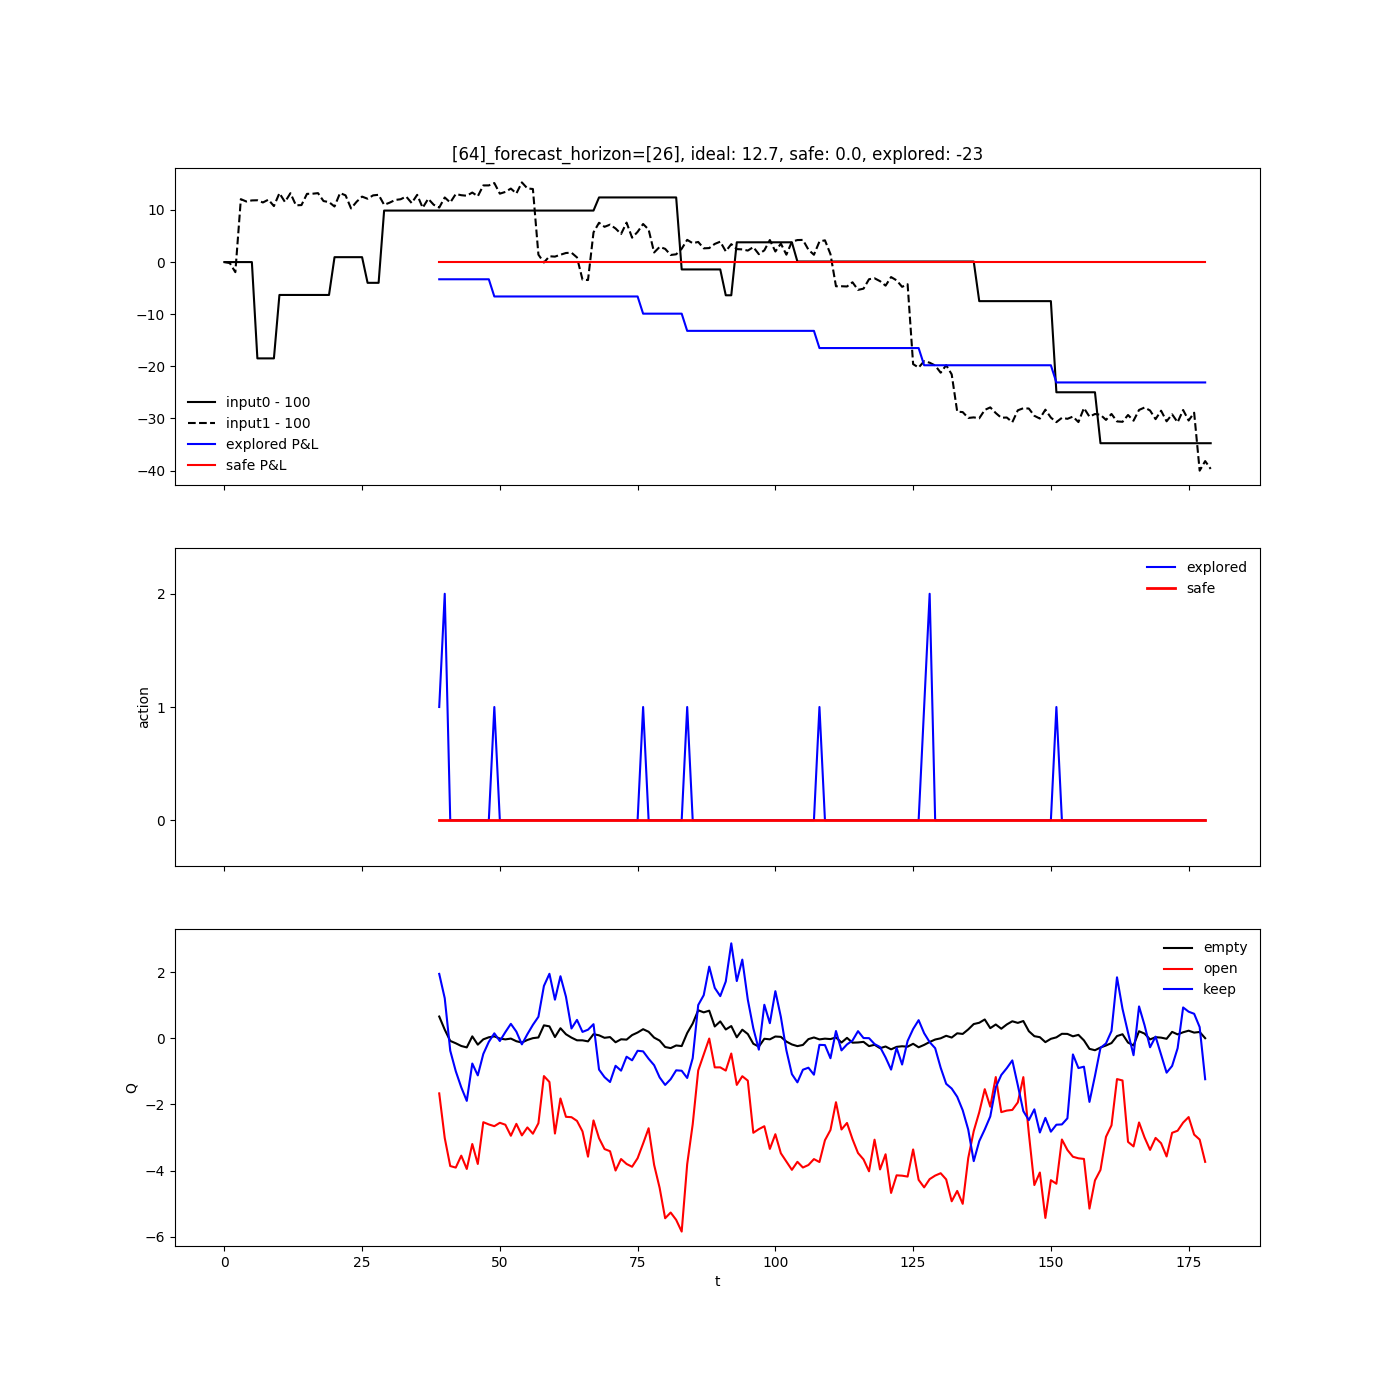 [64]_forecast_horizon=[26], ideal: 12.7, safe: 0.0, explored: -23
10
0
−10
−20
−30
−40
input0 - 100
input1 - 100
explored P&L
safe P&L
explored
safe
2
1
0
action
empty
open
keep
2
0
−2
−4
−6
Q
0 25 50 75 100 125 150 175
t